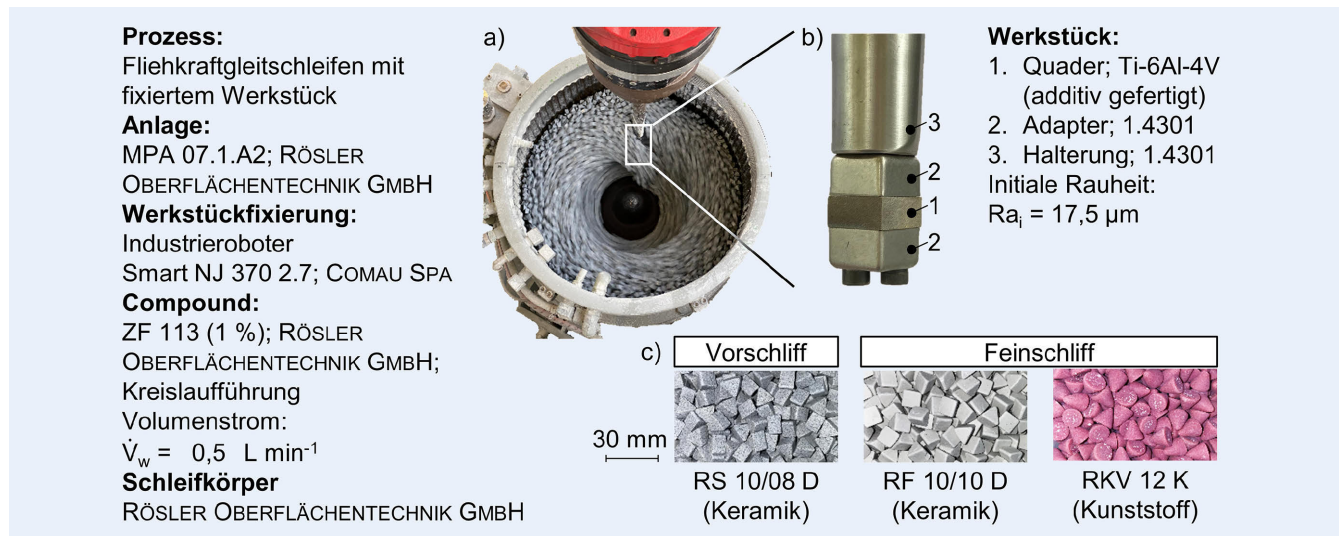 Prozess:
Fliehkraftgleitschleifen mit
fixiertem Werkstück
Anlage:
MPA 07.1.A2; RÖSLER
OBERFLÄCHENTECHNIK GMBH
Werkstückfixierung:
Industrieroboter
Smart NJ 370 2.7; COMAU SPA
Compound:
ZF 113 (1 %); RÖSLER
OBERFLÄCHENTECHNIK GMBH;
Kreislaufführung
Volumenstrom:
V̇w = 0,5 L min-1
Schleifkörper
RÖSLER OBERFLÄCHENTECHNIK GMBH
a)
b)
3
2
1
2
Werkstück:
1. Quader; Ti-6Al-4V
(additiv gefertigt)
2. Adapter; 1.4301
3. Halterung; 1.4301
Initiale Rauheit:
Rai = 17,5 µm
c)
Vorschliff
Feinschliff
30 mm
RS 10/08 D
(Keramik)
RF 10/10 D
(Keramik)
RKV 12 K
(Kunststoff)